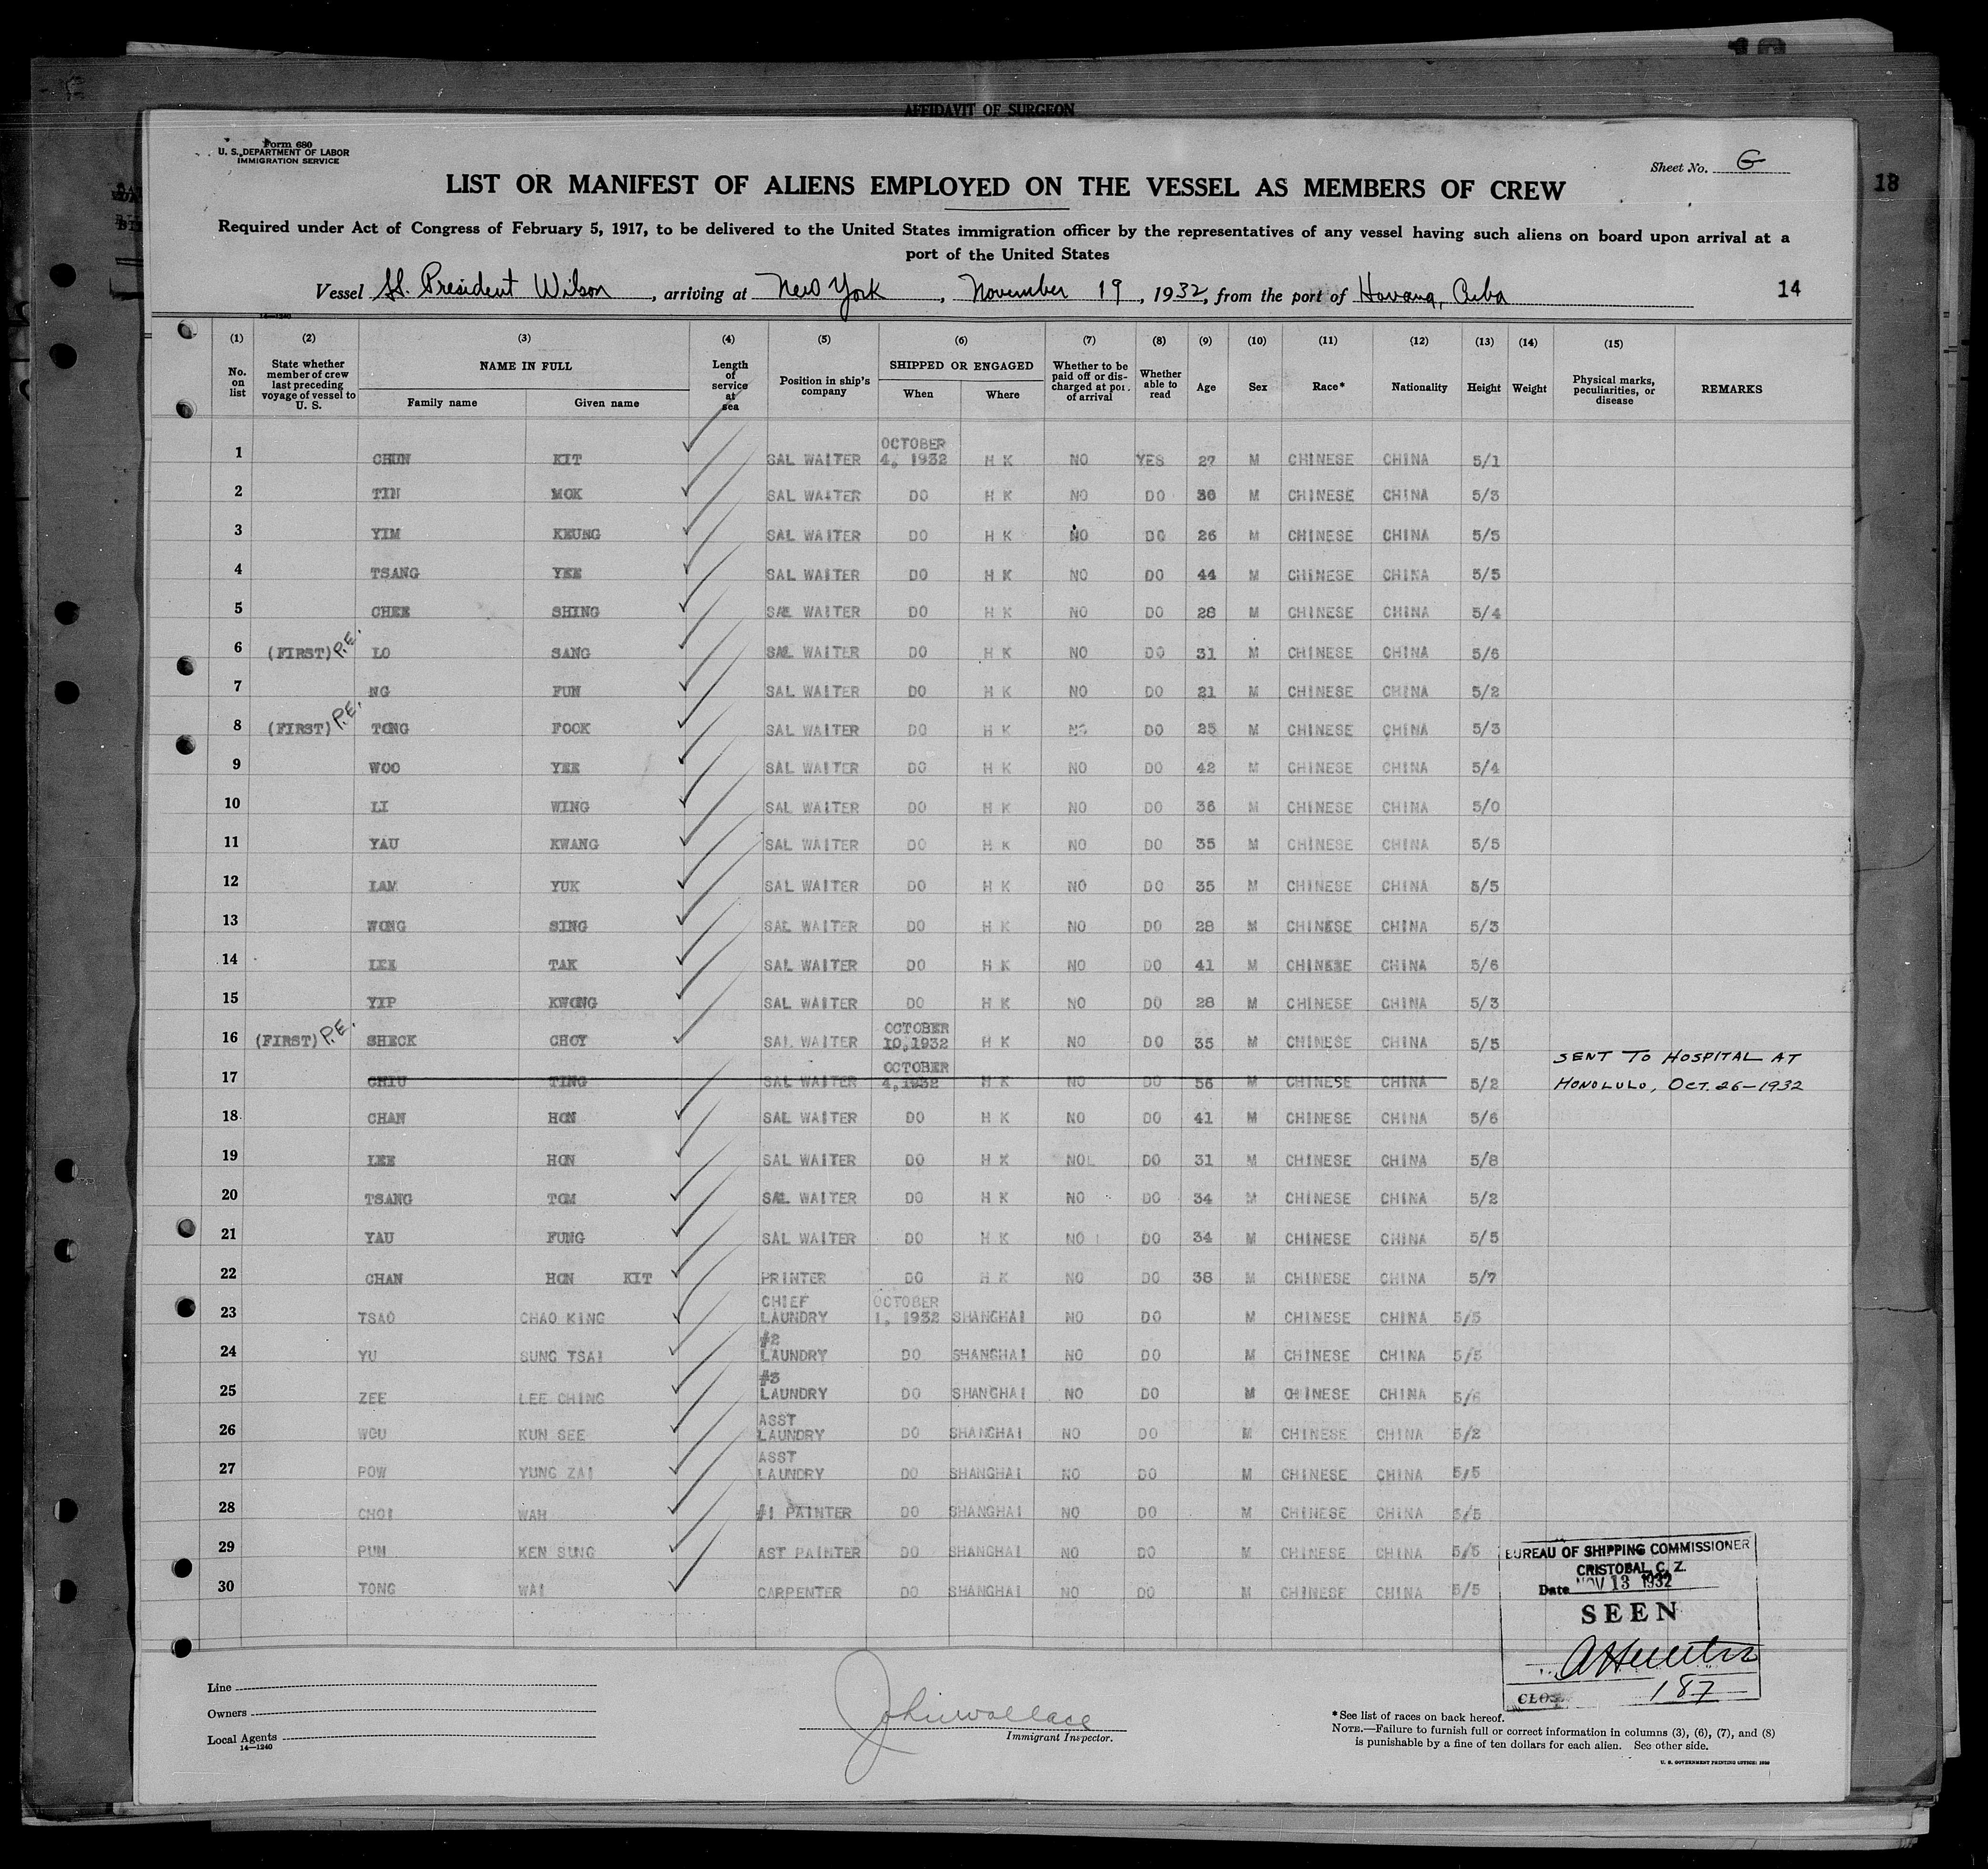 AFFIDAVIT OF SURGEON
Form 680
U. S. DEPARTMENT OF LABOR
IMMIGRATION SERVICE
Sheet No. G
18
LIST OR MANIFEST OF ALIENS EMPLOYED ON THE VESSEL AS MEMBERS OF CREW
Required under Act of Congress of February 5, 1917, to be delivered to the United States immigration officer by the representatives of any vessel having such aliens on board upon arrival at a
port of the United States
Vessel SS. President Wilson, arriving at New York, November 19, 1932, from the port of Havana, Cuba 14
14—1240
(1) (2) (3) (4) (5) (6) (7) (8) (9) (10) (11) (12) (13) (14) (15)
No. on list State whether member of crew last preceding voyage of vessel to U. S. NAME IN FULL Family name Given name Length of service at sea Position in ship's company SHIPPED OR ENGAGED When Where Whether to be paid off or discharged at port of arrival Whether able to read Age Sex Race* Nationality Height Weight Physical marks, peculiarities, or disease REMARKS
1 CHUN KIT SAL WAITER OCTOBER 4, 1932 H K NO YES 27 M CHINESE CHINA 5/1
2 TIN MOK SAL WAITER DO H K NO DO 30 M CHINESE CHINA 5/3
3 YIM KEUNG SAL WAITER DO H K NO DO 26 M CHINESE CHINA 5/5
4 TSANG YEE SAL WAITER DO H K NO DO 44 M CHINESE CHINA 5/5
5 CHEE SHING SAL WAITER DO H K NO DO 28 M CHINESE CHINA 5/4
6 (FIRST) P.E. LO SANG SAL WAITER DO H K NO DO 31 M CHINESE CHINA 5/6
7 NG FUN SAL WAITER DO H K NO DO 21 M CHINESE CHINA 5/2
8 (FIRST) P.E. TONG FOOK SAL WAITER DO H K NO DO 25 M CHINESE CHINA 5/3
9 WOO YEE SAL WAITER DO H K NO DO 42 M CHINESE CHINA 5/4
10 LI WING SAL WAITER DO H K NO DO 36 M CHINESE CHINA 5/0
11 YAU KWANG SAL WAITER DO H K NO DO 35 M CHINESE CHINA 5/5
12 LAM YUK SAL WAITER DO H K NO DO 35 M CHINESE CHINA 5/5
13 WONG SING SAL WAITER DO H K NO DO 28 M CHINESE CHINA 5/3
14 LEE TAK SAL WAITER DO H K NO DO 41 M CHINESE CHINA 5/6
15 YIP KWONG SAL WAITER DO H K NO DO 28 M CHINESE CHINA 5/3
16 (FIRST) P.E. SHECK CHOY SAL WAITER OCTOBER 10,1932 H K NO DO 35 M CHINESE CHINA 5/5
17 CHIU TING SAL WAITER OCTOBER 4,1932 H K NO DO 56 M CHINESE CHINA 5/2 SENT TO HOSPITAL AT HONOLULO, OCT. 26-1932
18 CHAN HON SAL WAITER DO H K NO DO 41 M CHINESE CHINA 5/6
19 LEE HON SAL WAITER DO H K NO DO 31 M CHINESE CHINA 5/8
20 TSANG TOM SAL WAITER DO H K NO DO 34 M CHINESE CHINA 5/2
21 YAU FUNG SAL WAITER DO H K NO DO 34 M CHINESE CHINA 5/5
22 CHAN HON KIT PRINTER DO H K NO DO 38 M CHINESE CHINA 5/7
23 TSAO CHAO KING CHIEF LAUNDRY OCTOBER 1, 1932 SHANGHAI NO DO M CHINESE CHINA 5/5
24 YU SUNG TSAI #2 LAUNDRY DO SHANGHAI NO DO M CHINESE CHINA 5/5
25 ZEE LEE CHING #3 LAUNDRY DO SHANGHAI NO DO M CHINESE CHINA 5/6
26 WOU KUN SEE ASST LAUNDRY DO SHANGHAI NO DO M CHINESE CHINA 5/2
27 POW YUNG ZAI ASST LAUNDRY DO SHANGHAI NO DO M CHINESE CHINA 5/5
28 CHOI WAH #1 PAINTER DO SHANGHAI NO DO M CHINESE CHINA 5/5
29 PUN KEN SUNG AST PAINTER DO SHANGHAI NO DO M CHINESE CHINA 5/5
30 TONG WAI CARPENTER DO SHANGHAI NO DO M CHINESE CHINA 5/5
BUREAU OF SHIPPING COMMISSIONER
CRISTOBAL, C. Z.
Date NOV 13 1932
SEEN
187
Line
Owners
Local Agents
14—1240
John Wallace
Immigrant Inspector.
*See list of races on back hereof.
NOTE.—Failure to furnish full or correct information in columns (3), (6), (7), and (8)
is punishable by a fine of ten dollars for each alien. See other side.